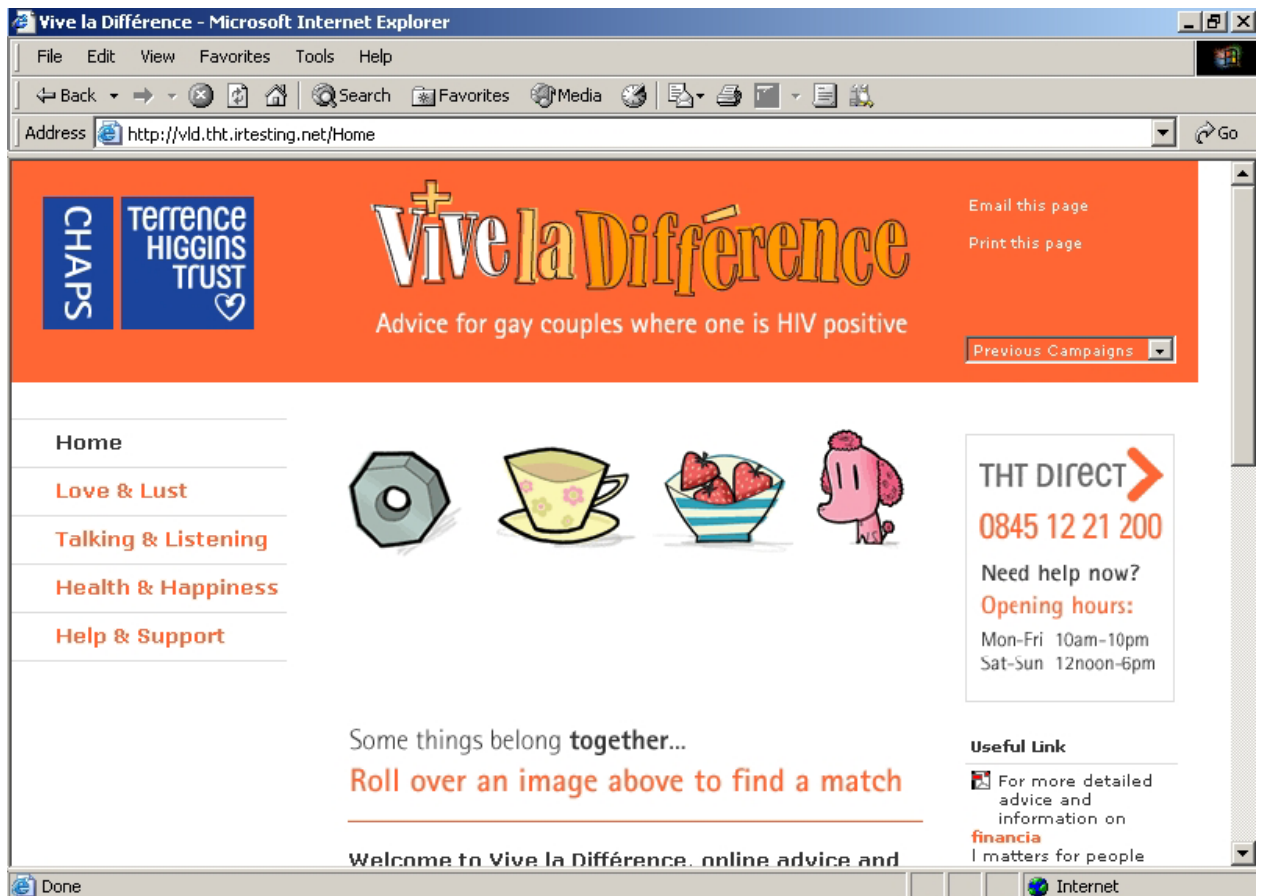 Vive la Différence - Microsoft Internet Explorer
File Edit View Favorites Tools Help
Back Search Favorites Media
Address http://vld.tht.irtesting.net/Home Go
CHAPS
Terrence
HIGGINS
TRUST
Vive la Différence
Advice for gay couples where one is HIV positive
Email this page
Print this page
Previous Campaigns
Home
Love & Lust
Talking & Listening
Health & Happiness
Help & Support
THT Direct
0845 12 21 200
Need help now?
Opening hours:
Mon-Fri 10am-10pm
Sat-Sun 12noon-6pm
Some things belong together...
Roll over an image above to find a match
Welcome to Vive la Différence, online advice and
Useful Link
For more detailed
advice and
information on
financia
l matters for people
Done Internet